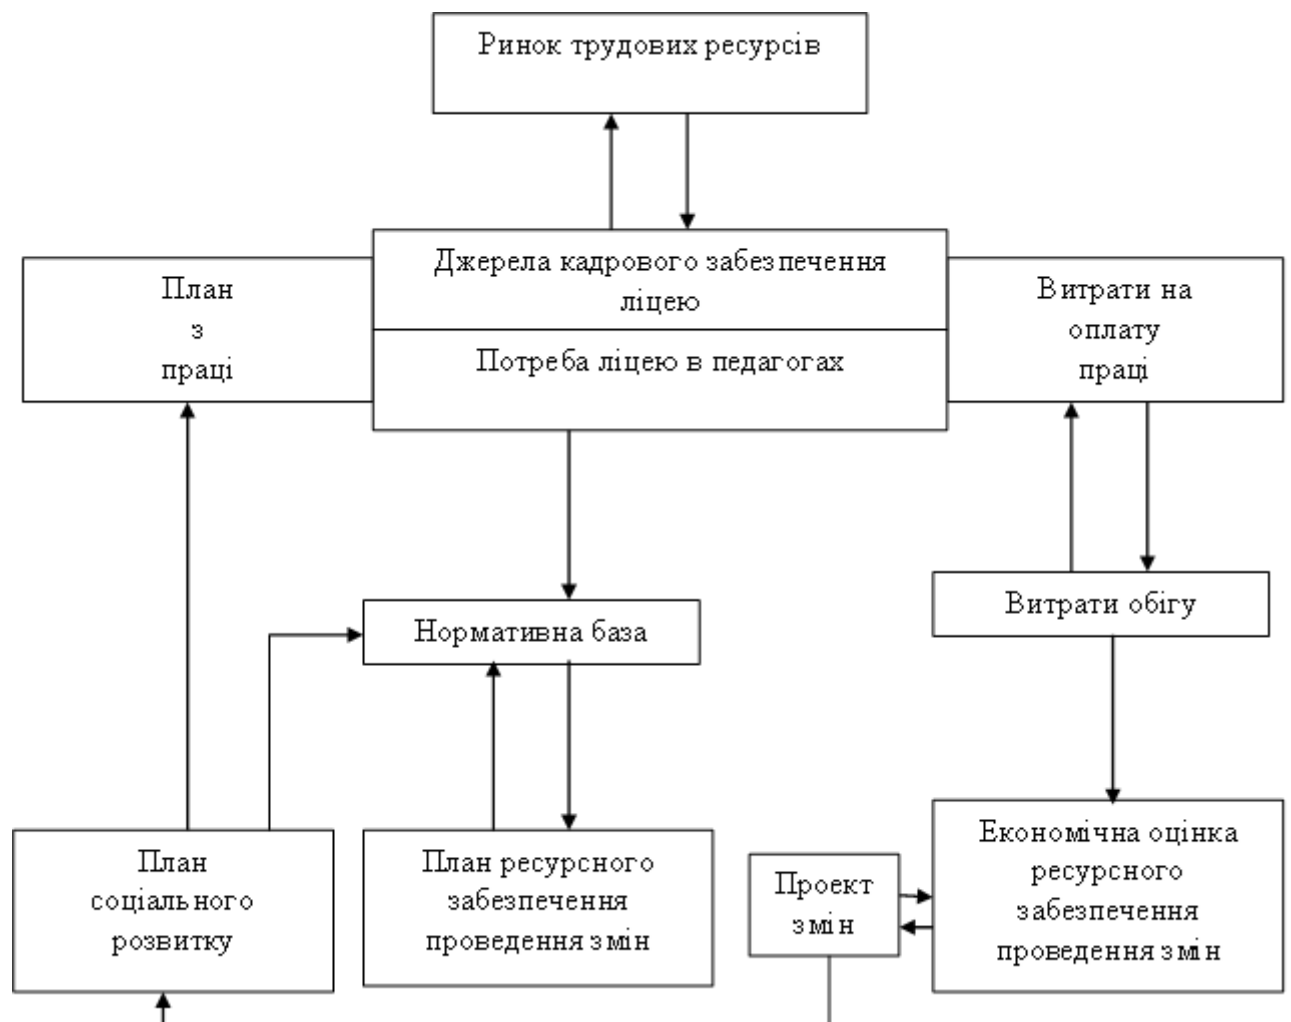 Ринок трудових ресурсів
Джерела кадрового забезпечення
ліцею
План
з
праці
Потреба ліцею в педагогах
Витрати на
оплату
праці
Витрати обігу
Нормативна база
План
соціального
розвитку
План ресурсного
забезпечення
проведення змін
Проект
змін
Економічна оцінка
ресурсного
забезпечення
проведення змін